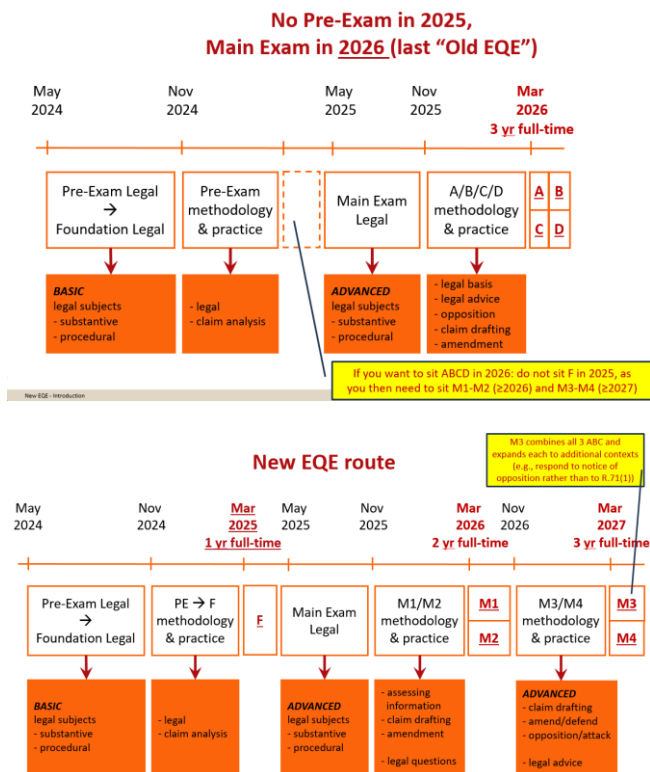 No Pre-Exam in 2025,
Main Exam in 2026 (last “Old EQE”)
May
2024
Nov
2024
May
2025
Nov
2025
Mar
2026
3 yr full-time
Pre-Exam Legal
→
Foundation Legal
Pre-Exam
methodology
& practice
Main Exam
Legal
A/B/C/D
methodology
& practice
A B
C D
BASIC
legal subjects
- substantive
- procedural
- legal
- claim analysis
ADVANCED
legal subjects
- substantive
- procedural
- legal basis
- legal advice
- opposition
- claim drafting
- amendment
If you want to sit ABCD in 2026: do not sit F in 2025, as
you then need to sit M1-M2 (≥2026) and M3-M4 (≥2027)
New EQE - Introduction
M3 combines all 3 ABC and
expands each to additional contexts
(e.g., respond to notice of
opposition rather than to R.71(1))
New EQE route
May
2024
Nov
2024
Mar
2025
1 yr full-time
May
2025
Nov
2025
Mar
2026
2 yr full-time
Nov
2026
Mar
2027
3 yr full-time
Pre-Exam Legal
→
Foundation Legal
PE → F
methodology
& practice
F
Main Exam
Legal
M1/M2
methodology
& practice
M1
M2
M3/M4
methodology
& practice
M3
M4
BASIC
legal subjects
- substantive
- procedural
- legal
- claim analysis
ADVANCED
legal subjects
- substantive
- procedural
- assessing
information
- claim drafting
- amendment
- legal questions
ADVANCED
- claim drafting
- amend/defend
- opposition/attack
- legal advice